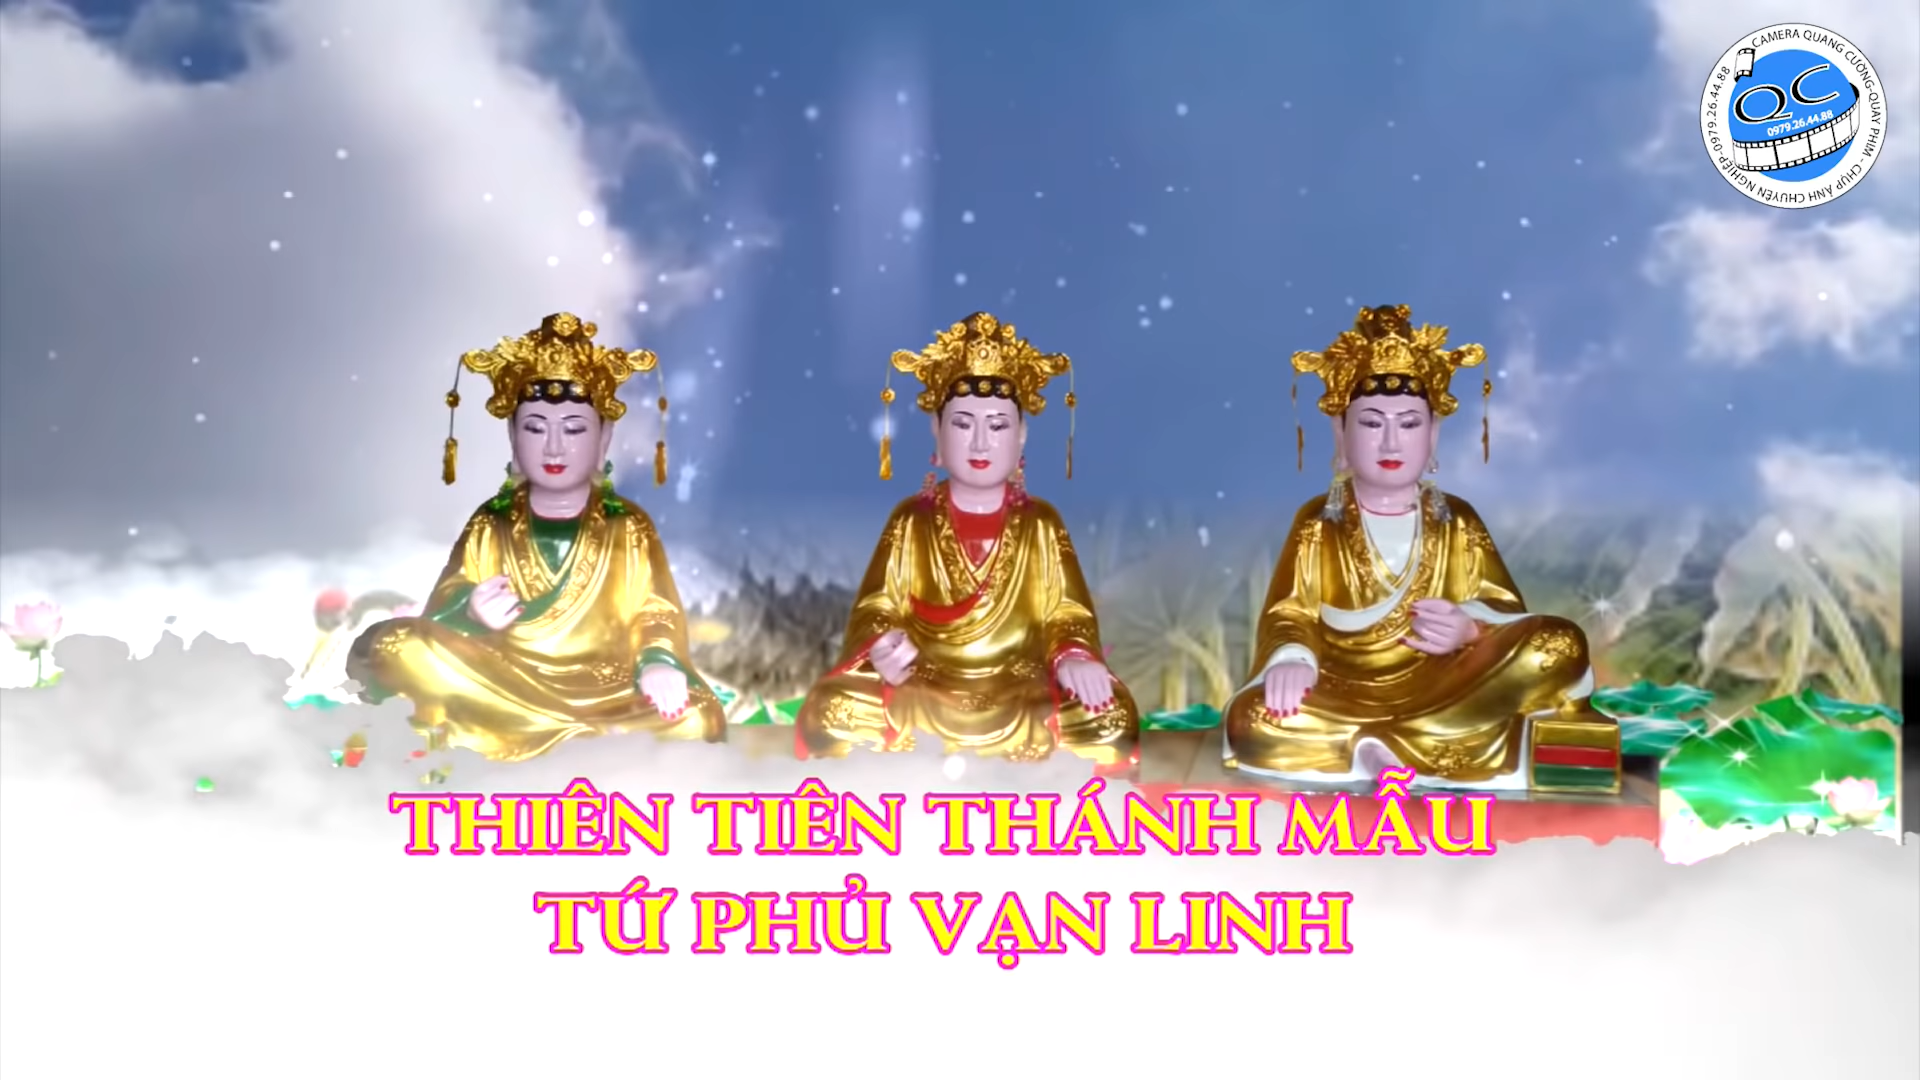 CAMERA QUANG CƯỜNG-QUAY PHIM - CHỤP ẢNH CHUYÊN NGHIỆP-0979.26.44.88
QC
0979.26.44.88
THIÊN TIÊN THÁNH MẪU
TỨ PHỦ VẠN LINH